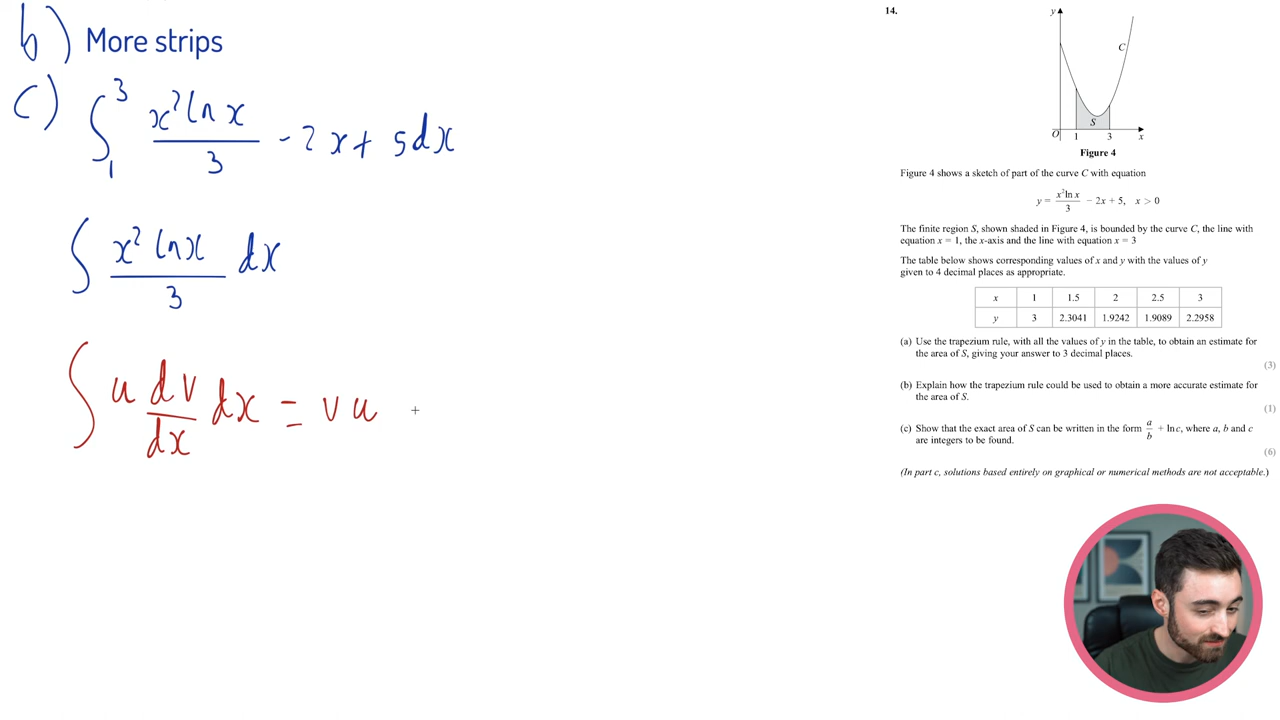 b) More strips
c) ∫₁³ x² ln x / 3 - 2x + 5 dx
∫ x² ln x / 3 dx
∫ u dv/dx dx = vu
14.
y
C
S
O 1 3 x
Figure 4
Figure 4 shows a sketch of part of the curve C with equation
y = x² ln x / 3 − 2x + 5, x > 0
The finite region S, shown shaded in Figure 4, is bounded by the curve C, the line with
equation x = 1, the x-axis and the line with equation x = 3
The table below shows corresponding values of x and y with the values of y
given to 4 decimal places as appropriate.
x 1 1.5 2 2.5 3
y 3 2.3041 1.9242 1.9089 2.2958
(a) Use the trapezium rule, with all the values of y in the table, to obtain an estimate for
the area of S, giving your answer to 3 decimal places.
(3)
(b) Explain how the trapezium rule could be used to obtain a more accurate estimate for
the area of S.
(1)
(c) Show that the exact area of S can be written in the form a/b + ln c, where a, b and c
are integers to be found.
(6)
(In part c, solutions based entirely on graphical or numerical methods are not acceptable.)